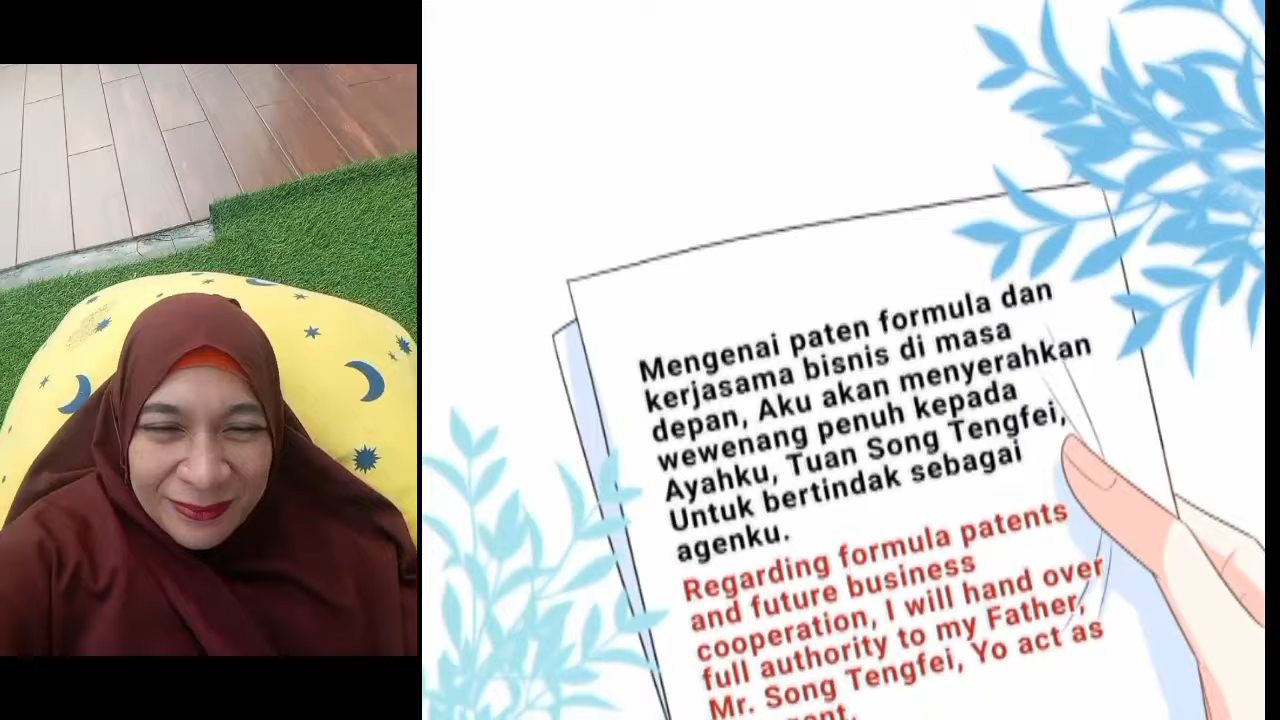 Mengenai paten formula dan
kerjasama bisnis di masa
depan, Aku akan menyerahkan
wewenang penuh kepada
Ayahku, Tuan Song Tengfei,
Untuk bertindak sebagai
agenku.
Regarding formula patents
and future business
cooperation, I will hand over
full authority to my Father,
Mr. Song Tengfei, Yo act as